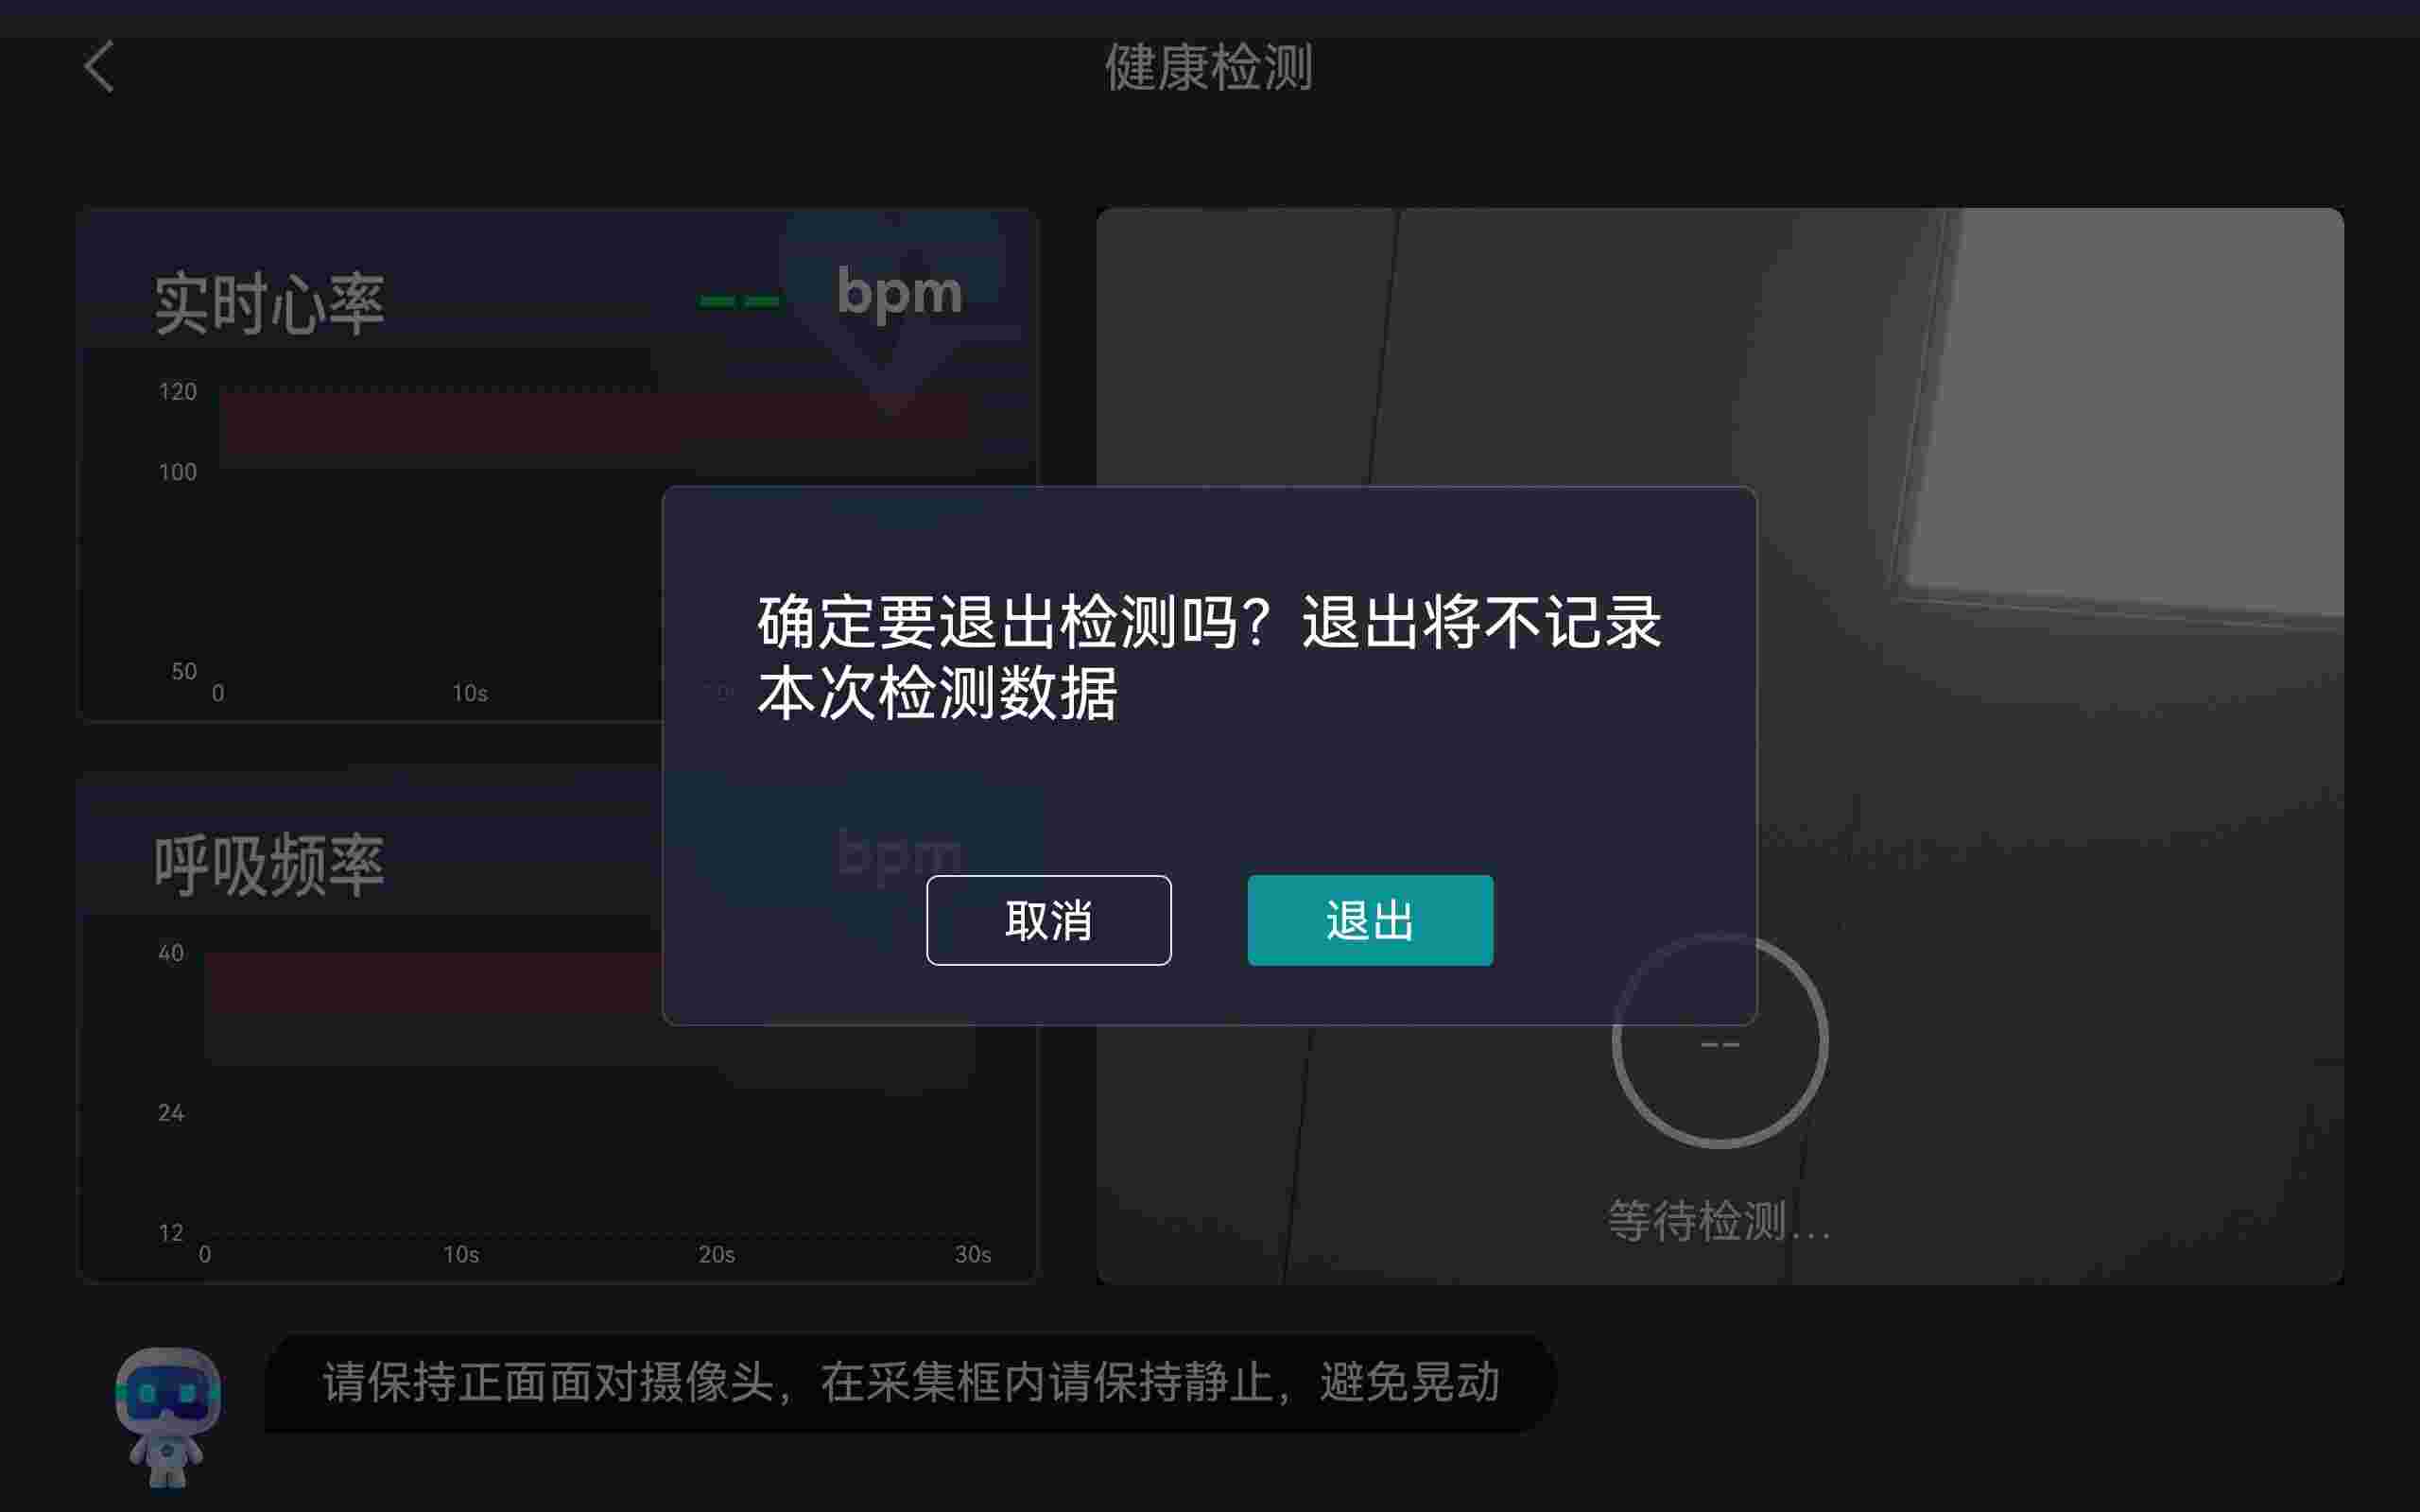 健康检测
实时心率
-- bpm
120
100
50
0 10s
呼吸频率
bpm
40
24
12
0 10s 20s 30s
确定要退出检测吗？退出将不记录
本次检测数据
取消 退出
--
等待检测...
请保持正面面对摄像头，在采集框内请保持静止，避免晃动